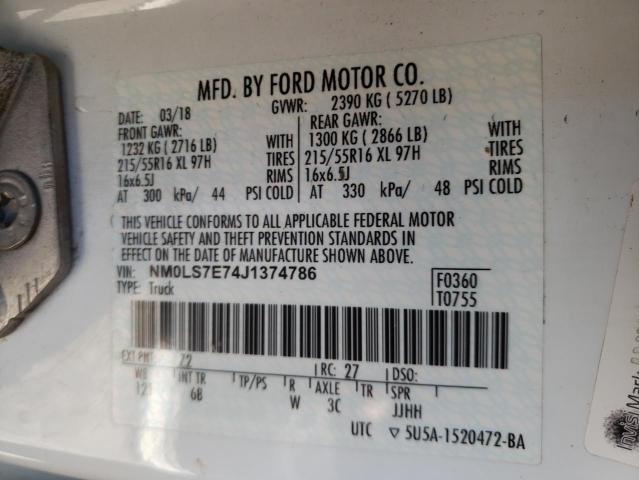 MFD. BY FORD MOTOR CO.
DATE: 03/18 GVWR: 2390 KG ( 5270 LB)
FRONT GAWR: REAR GAWR:
1232 KG ( 2716 LB) WITH 1300 KG ( 2866 LB) WITH
215/55R16 XL 97H TIRES 215/55R16 XL 97H TIRES
16x6.5J RIMS 16x6.5J RIMS
AT 300 kPa/ 44 PSI COLD AT 330 kPa/ 48 PSI COLD
THIS VEHICLE CONFORMS TO ALL APPLICABLE FEDERAL MOTOR
VEHICLE SAFETY AND THEFT PREVENTION STANDARDS IN
EFFECT ON THE DATE OF MANUFACTURE SHOWN ABOVE.
VIN: NM0LS7E74J1374786 F0360
TYPE: Truck T0755
EXT PNT: 7Z RC: 27 DSO:
WB INT TR TP/PS R AXLE TR SPR
6B W 3C JJHH
UTC 5U5A-1520472-BA
Invis Mark